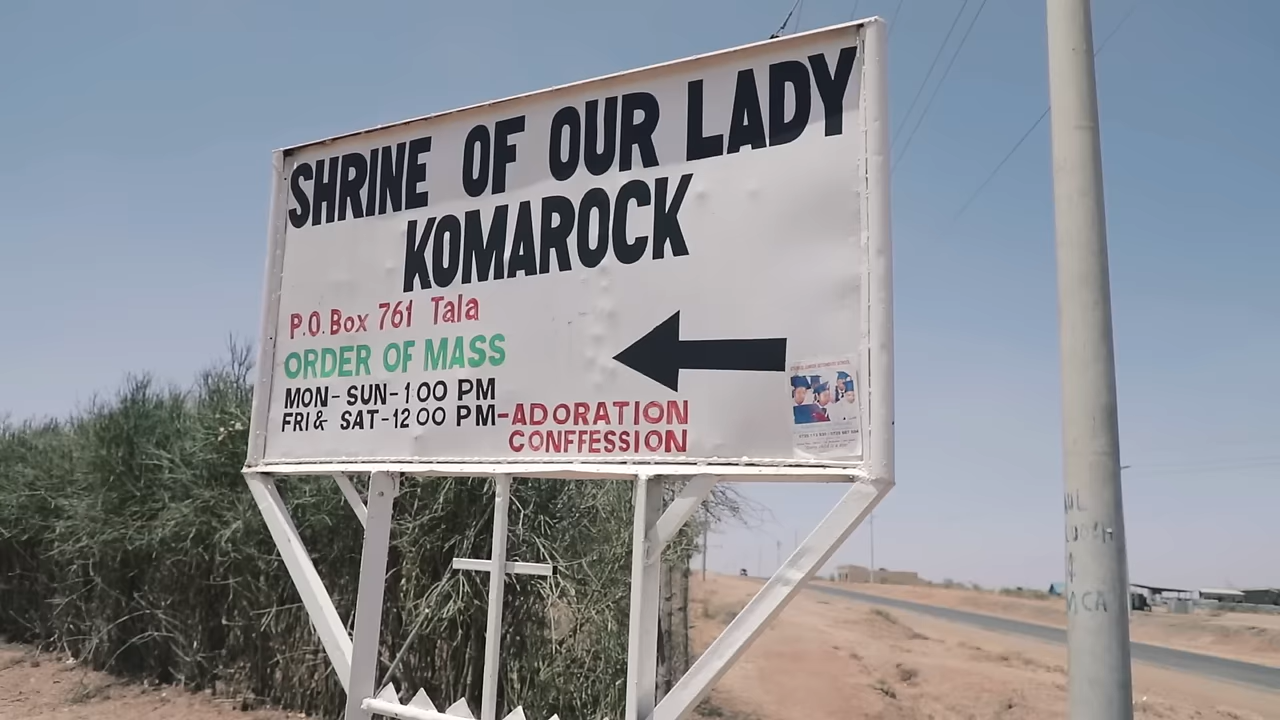 SHRINE OF OUR LADY
KOMAROCK
P.O. Box 761 Tala
ORDER OF MASS
MON- SUN-1 00 PM
FRI& SAT-12 00 PM-ADORATION
CONFFESSION